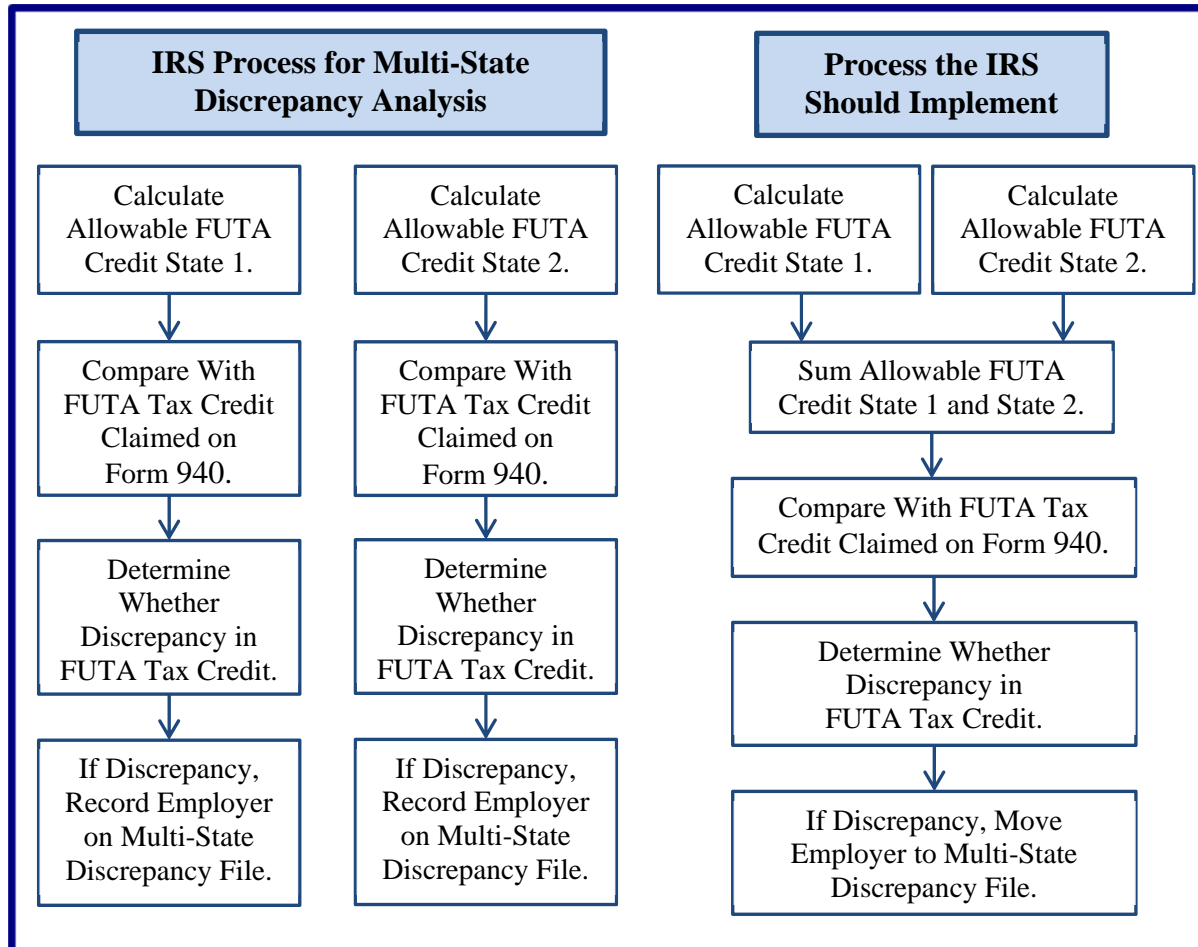 IRS Process for Multi-State
Discrepancy Analysis
Calculate
Allowable FUTA
Credit State 1.
Compare With
FUTA Tax Credit
Claimed on
Form 940.
Determine
Whether
Discrepancy in
FUTA Tax Credit.
If Discrepancy,
Record Employer
on Multi-State
Discrepancy File.
Calculate
Allowable FUTA
Credit State 2.
Compare With
FUTA Tax Credit
Claimed on
Form 940.
Determine
Whether
Discrepancy in
FUTA Tax Credit.
If Discrepancy,
Record Employer
on Multi-State
Discrepancy File.
Process the IRS
Should Implement
Calculate
Allowable FUTA
Credit State 1.
Calculate
Allowable FUTA
Credit State 2.
Sum Allowable FUTA
Credit State 1 and State 2.
Compare With FUTA Tax
Credit Claimed on Form 940.
Determine Whether
Discrepancy in
FUTA Tax Credit.
If Discrepancy, Move
Employer to Multi-State
Discrepancy File.